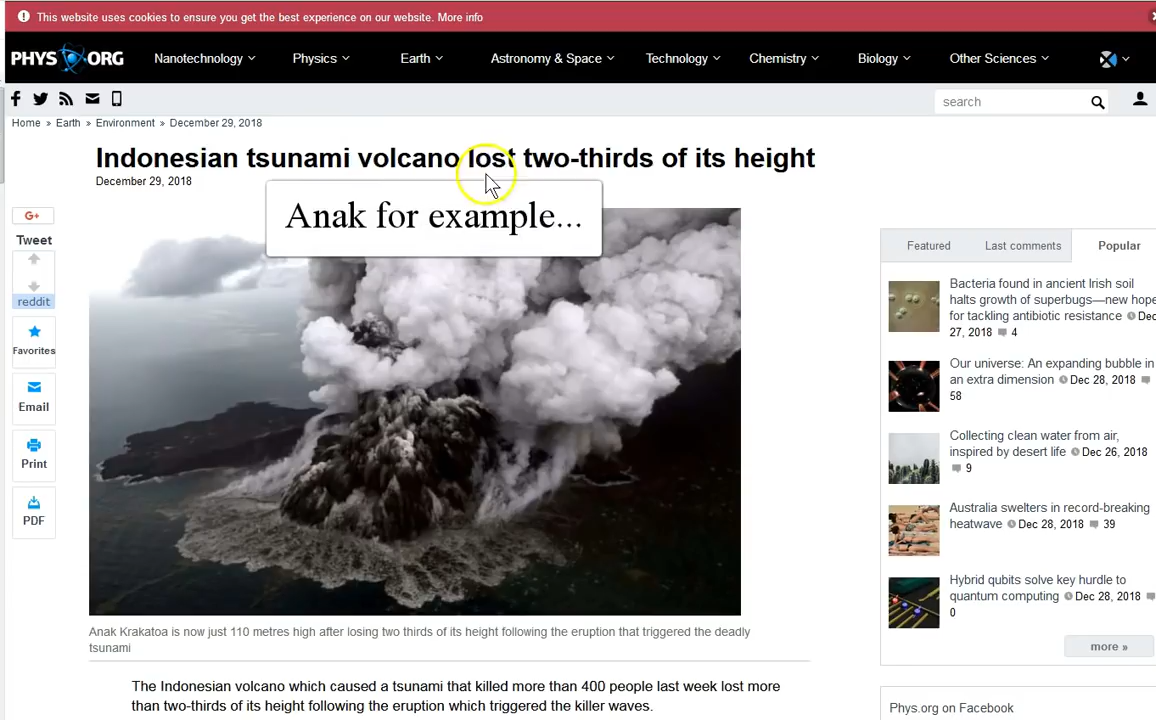 This website uses cookies to ensure you get the best experience on our website. More info
PHYS ORG
Nanotechnology
Physics
Earth
Astronomy & Space
Technology
Chemistry
Biology
Other Sciences
search
Home » Earth » Environment » December 29, 2018
Indonesian tsunami volcano lost two-thirds of its height
December 29, 2018
Anak for example...
G+
Tweet
reddit
Favorites
Email
Print
PDF
Featured
Last comments
Popular
Bacteria found in ancient Irish soil
halts growth of superbugs—new hope
for tackling antibiotic resistance Dec
27, 2018 4
Our universe: An expanding bubble in
an extra dimension Dec 28, 2018
58
Collecting clean water from air,
inspired by desert life Dec 26, 2018
9
Australia swelters in record-breaking
heatwave Dec 28, 2018 39
Hybrid qubits solve key hurdle to
quantum computing Dec 28, 2018
0
more »
Phys.org on Facebook
Anak Krakatoa is now just 110 metres high after losing two thirds of its height following the eruption that triggered the deadly
tsunami
The Indonesian volcano which caused a tsunami that killed more than 400 people last week lost more
than two-thirds of its height following the eruption which triggered the killer waves.